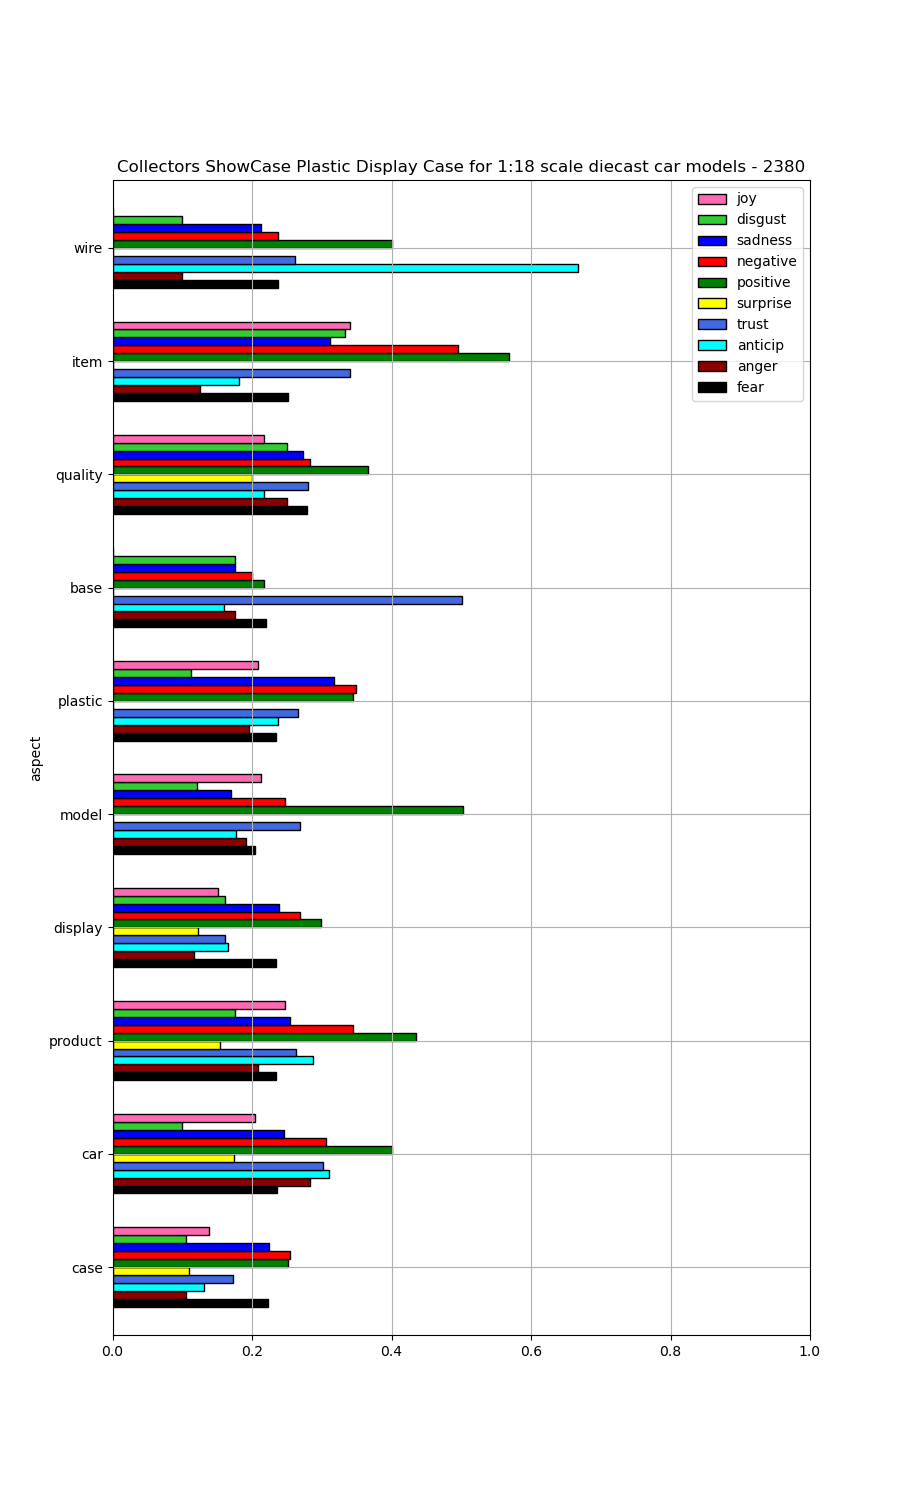 Collectors ShowCase Plastic Display Case for 1:18 scale diecast car models - 2380
joy
disgust
sadness
negative
positive
surprise
trust
anticip
anger
fear
wire
item
quality
base
plastic
model
display
product
car
case
aspect
0.0 0.2 0.4 0.6 0.8 1.0